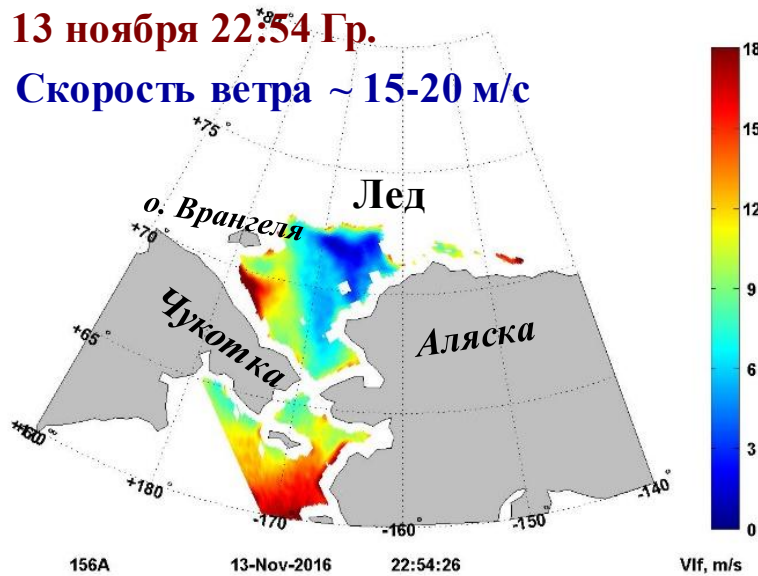 13 ноября 22:54 Гр.
Скорость ветра ~ 15-20 м/с
+80°
+75°
+70°
+65°
о. Врангеля
Лед
Чукотка
Аляска
+180°
-170°
-160°
-150°
-140°
18
15
12
9
6
3
0
156A
13-Nov-2016
22:54:26
Vlf, m/s